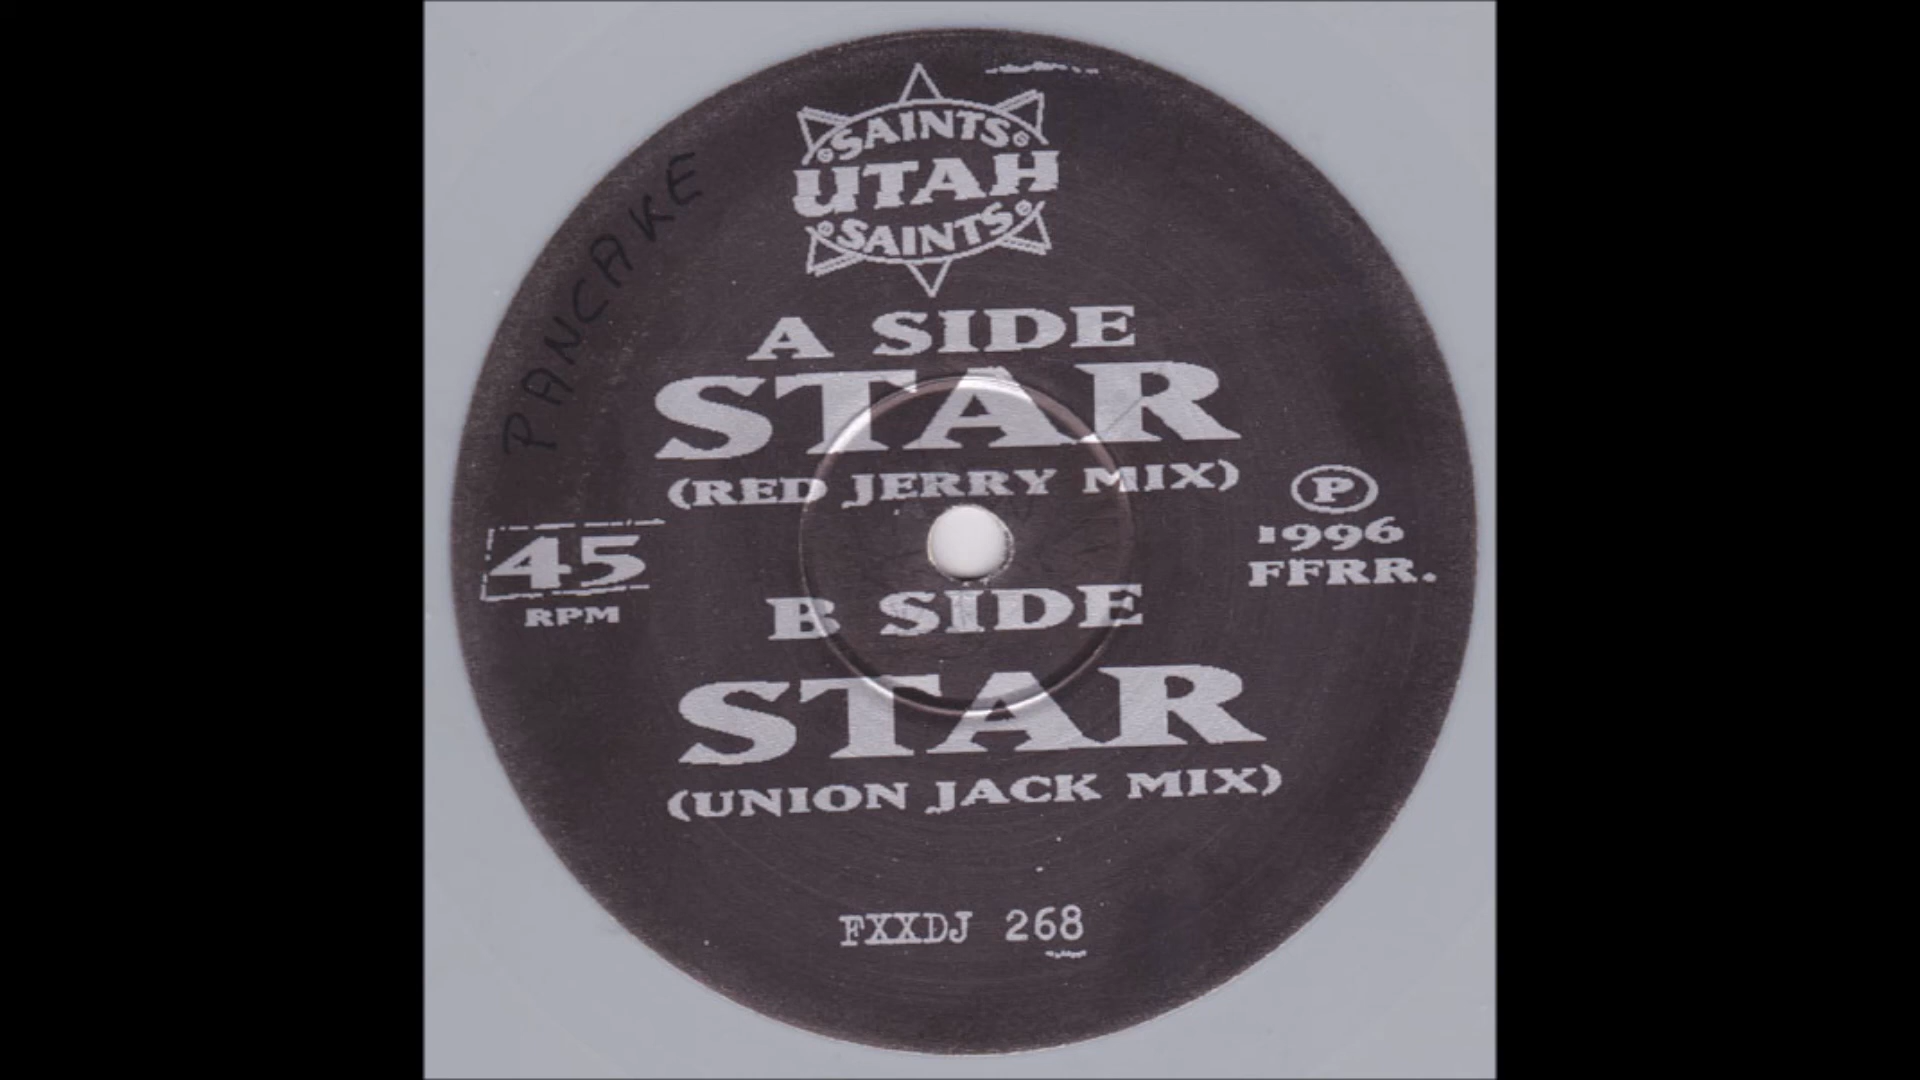 SAINTS
UTAH
SAINTS
PANCAKE
A SIDE
STAR
(RED JERRY MIX)
45
RPM
Ⓟ
1996
FFRR.
B SIDE
STAR
(UNION JACK MIX)
FXXDJ 268